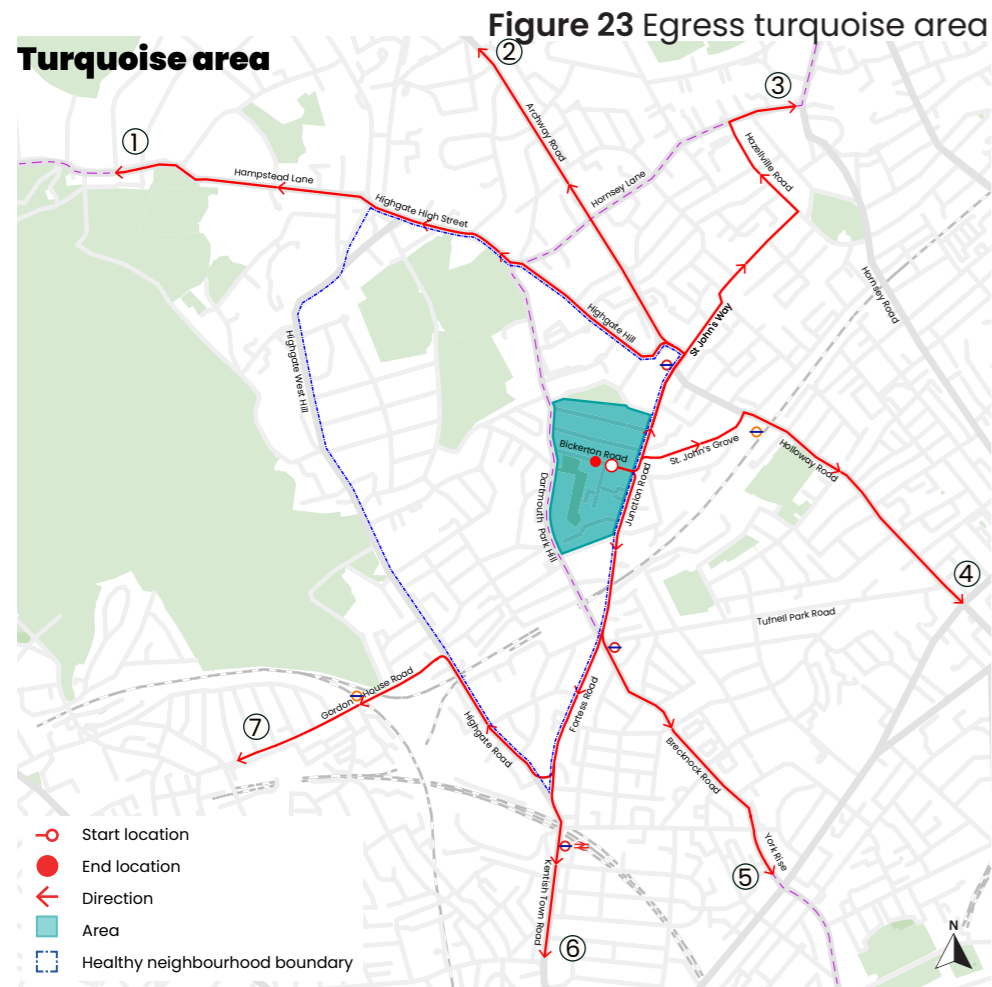 Figure 23 Egress turquoise area
Turquoise area
2
3
1
Archway Road
Hampstead Lane
Hazellville Road
Hornsey Lane
Highgate High Street
Hornsey Road
Highgate Hill
St John's Way
Highgate West Hill
Bickerton Road
St. John's Grove
Holloway Road
Junction Road
Dartmouth Park Hill
4
Tufnell Park Road
Gordon House Road
Fortess Road
7
Highgate Road
Brecknock Road
York Rise
5
Kentish Town Road
6
N
Start location
End location
Direction
Area
Healthy neighbourhood boundary